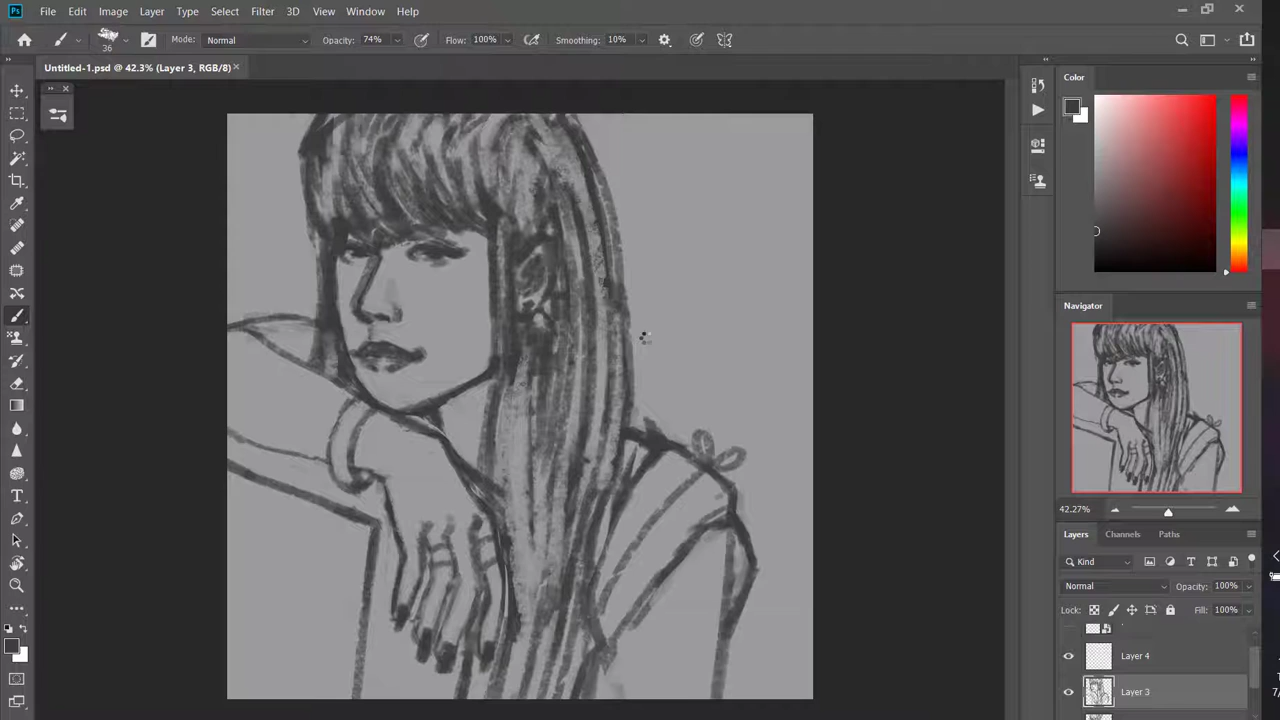 Ps File Edit Image Layer Type Select Filter 3D View Window Help
36 Mode: Normal Opacity: 74% Flow: 100% Smoothing: 10%
Untitled-1.psd @ 42.3% (Layer 3, RGB/8)
Color
Navigator
42.27%
Layers Channels Paths
Kind
Normal Opacity: 100%
Lock: Fill: 100%
Layer 4
Layer 3